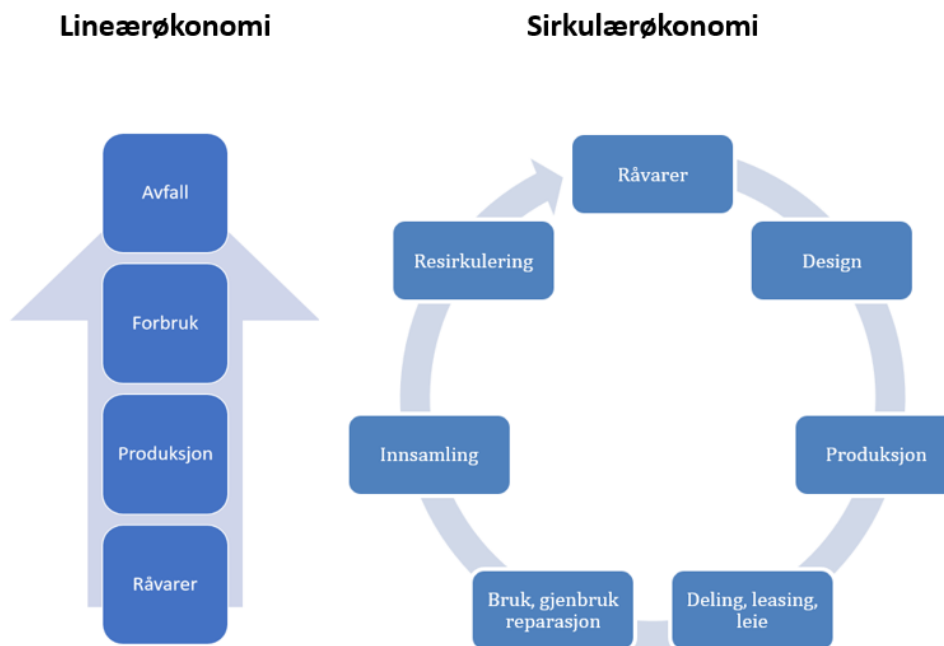 Lineærøkonomi
Avfall
Forbruk
Produksjon
Råvarer
Sirkulærøkonomi
Råvarer
Design
Produksjon
Deling, leasing,
leie
Bruk, gjenbruk
reparasjon
Innsamling
Resirkulering